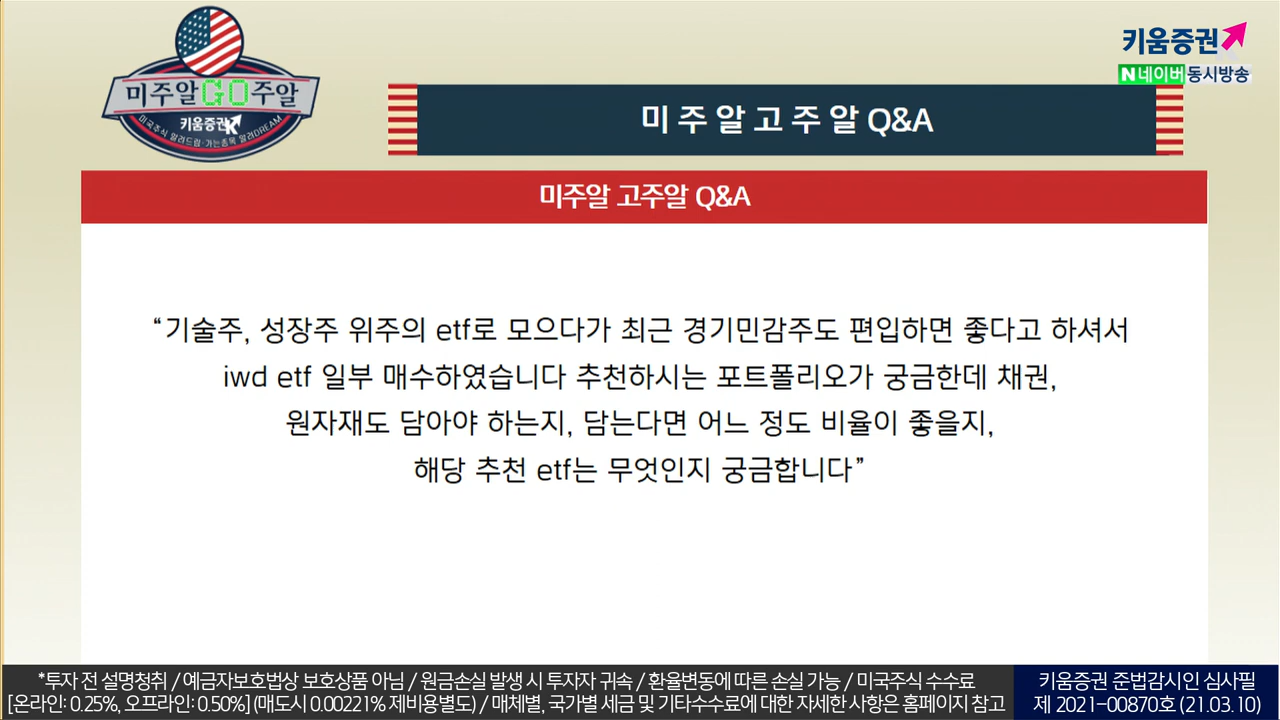 미주알GO주알
키움증권
미국주식 알려드림·가는종목 알려DREAM
키움증권
N 네이버 동시방송
미 주 알 고 주 알 Q&A
미주알 고주알 Q&A
“기술주, 성장주 위주의 etf로 모으다가 최근 경기민감주도 편입하면 좋다고 하셔서
iwd etf 일부 매수하였습니다 추천하시는 포트폴리오가 궁금한데 채권,
원자재도 담아야 하는지, 담는다면 어느 정도 비율이 좋을지,
해당 추천 etf는 무엇인지 궁금합니다”
*투자 전 설명청취 / 예금자보호법상 보호상품 아님 / 원금손실 발생 시 투자자 귀속 / 환율변동에 따른 손실 가능 / 미국주식 수수료
[온라인: 0.25%, 오프라인: 0.50%] (매도시 0.00221% 제비용별도) / 매체별, 국가별 세금 및 기타수수료에 대한 자세한 사항은 홈페이지 참고
키움증권 준법감시인 심사필
제 2021-00870호 (21.03.10)